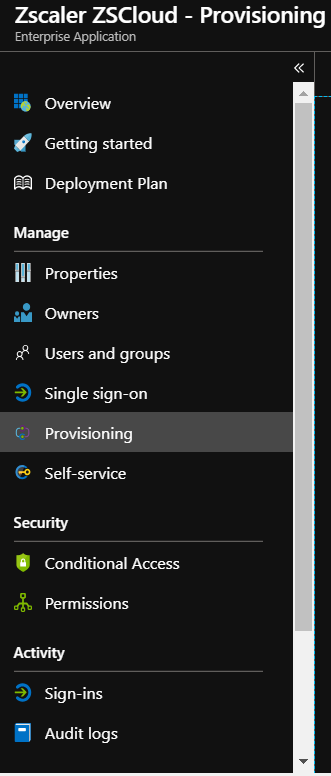 Zscaler ZSCloud - Provisioning
Enterprise Application
«
Overview
Getting started
Deployment Plan
Manage
Properties
Owners
Users and groups
Single sign-on
Provisioning
Self-service
Security
Conditional Access
Permissions
Activity
Sign-ins
Audit logs